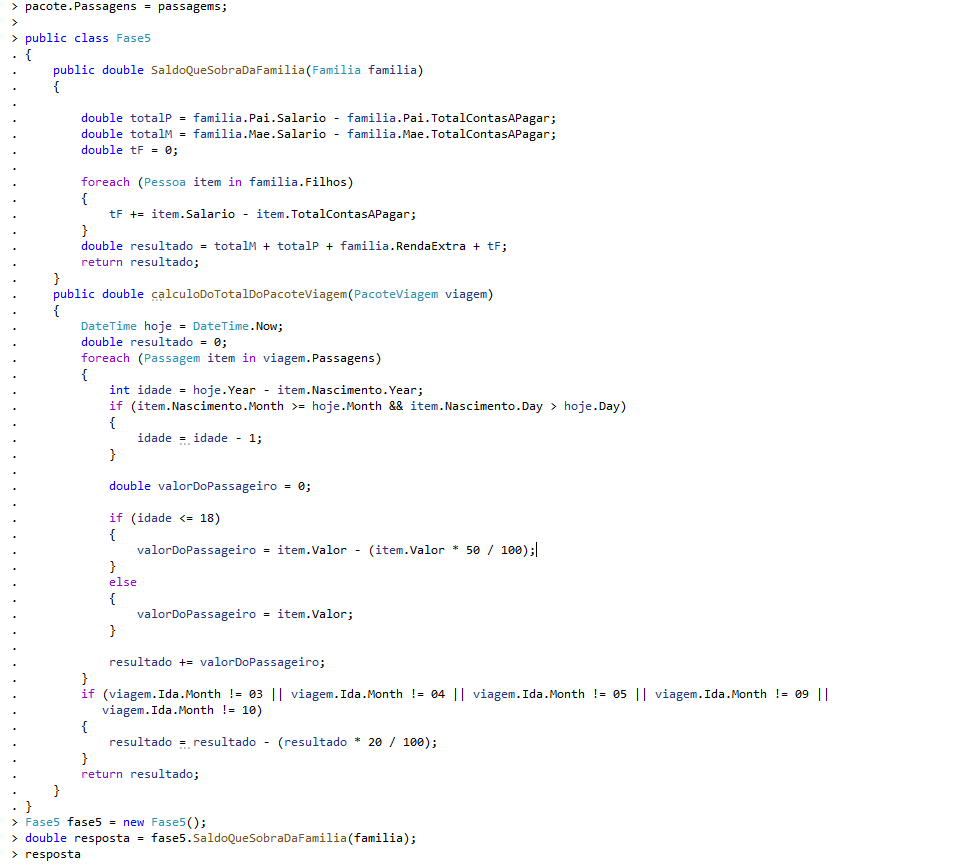 > pacote.Passagens = passagems;
>
> public class Fase5
. {
.     public double SaldoQueSobraDaFamilia(Familia familia)
.     {
.
.         double totalP = familia.Pai.Salario - familia.Pai.TotalContasAPagar;
.         double totalM = familia.Mae.Salario - familia.Mae.TotalContasAPagar;
.         double tF = 0;
.
.         foreach (Pessoa item in familia.Filhos)
.         {
.             tF += item.Salario - item.TotalContasAPagar;
.         }
.         double resultado = totalM + totalP + familia.RendaExtra + tF;
.         return resultado;
.     }
.     public double calculoDoTotalDoPacoteViagem(PacoteViagem viagem)
.     {
.         DateTime hoje = DateTime.Now;
.         double resultado = 0;
.         foreach (Passagem item in viagem.Passagens)
.         {
.             int idade = hoje.Year - item.Nascimento.Year;
.             if (item.Nascimento.Month >= hoje.Month && item.Nascimento.Day > hoje.Day)
.             {
.                 idade = idade - 1;
.             }
.
.             double valorDoPassageiro = 0;
.
.             if (idade <= 18)
.             {
.                 valorDoPassageiro = item.Valor - (item.Valor * 50 / 100);
.             }
.             else
.             {
.                 valorDoPassageiro = item.Valor;
.             }
.
.             resultado += valorDoPassageiro;
.         }
.         if (viagem.Ida.Month != 03 || viagem.Ida.Month != 04 || viagem.Ida.Month != 05 || viagem.Ida.Month != 09 ||
.            viagem.Ida.Month != 10)
.         {
.             resultado = resultado - (resultado * 20 / 100);
.         }
.         return resultado;
.     }
. }
> Fase5 fase5 = new Fase5();
> double resposta = fase5.SaldoQueSobraDaFamilia(familia);
> resposta